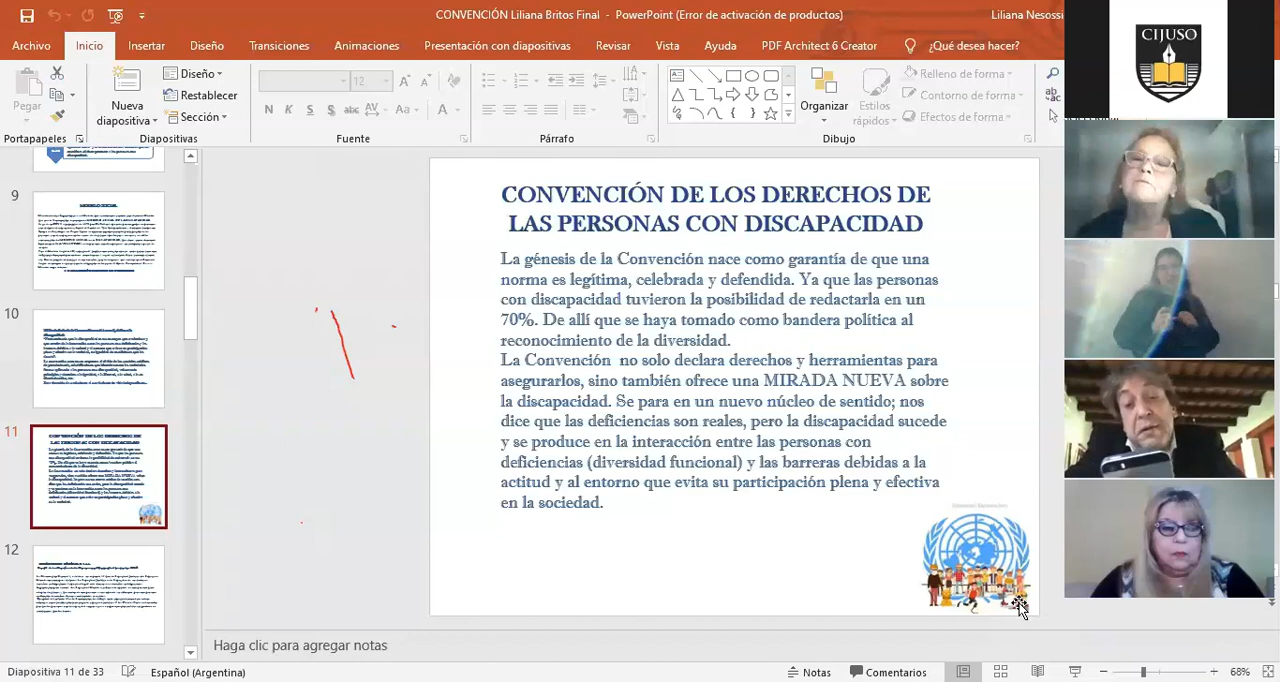 CONVENCIÓN Liliana Britos Final - PowerPoint (Error de activación de productos)
Liliana Nesossi
Archivo Inicio Insertar Diseño Transiciones Animaciones Presentación con diapositivas Revisar Vista Ayuda PDF Architect 6 Creator ¿Qué desea hacer?
Pegar
Nueva diapositiva
Diseño
Restablecer
Sección
12
N K S S abc AV Aa A
Organizar
Estilos rápidos
Relleno de forma
Contorno de forma
Efectos de forma
Portapapeles Diapositivas Fuente Párrafo Dibujo
CIJUSO
9
10
11
12
CONVENCIÓN DE LOS DERECHOS DE
LAS PERSONAS CON DISCAPACIDAD
La génesis de la Convención nace como garantía de que una
norma es legítima, celebrada y defendida. Ya que las personas
con discapacidad tuvieron la posibilidad de redactarla en un
70%. De allí que se haya tomado como bandera política al
reconocimiento de la diversidad.
La Convención no solo declara derechos y herramientas para
asegurarlos, sino también ofrece una MIRADA NUEVA sobre
la discapacidad. Se para en un nuevo núcleo de sentido; nos
dice que las deficiencias son reales, pero la discapacidad sucede
y se produce en la interacción entre las personas con
deficiencias (diversidad funcional) y las barreras debidas a la
actitud y al entorno que evita su participación plena y efectiva
en la sociedad.
Haga clic para agregar notas
Diapositiva 11 de 33 Español (Argentina) Notas Comentarios 68%